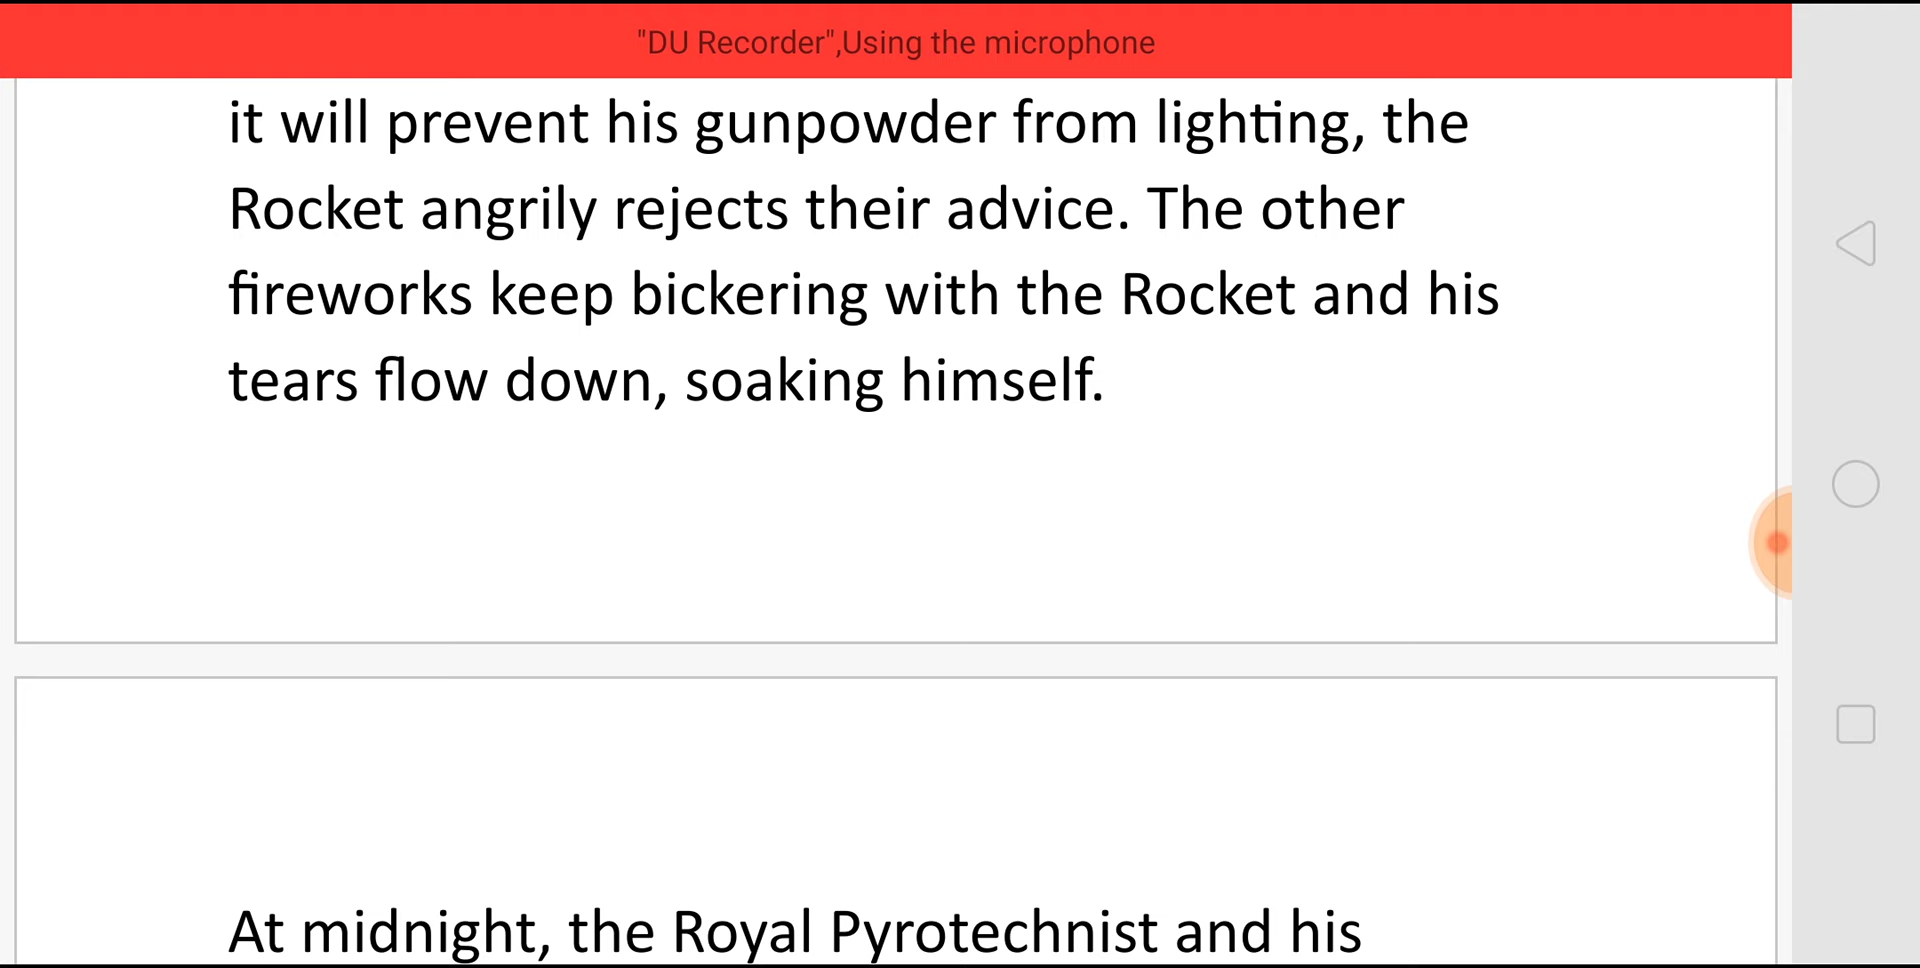 "DU Recorder",Using the microphone
it will prevent his gunpowder from lighting, the
Rocket angrily rejects their advice. The other
fireworks keep bickering with the Rocket and his
tears flow down, soaking himself.
At midnight, the Royal Pyrotechnist and his